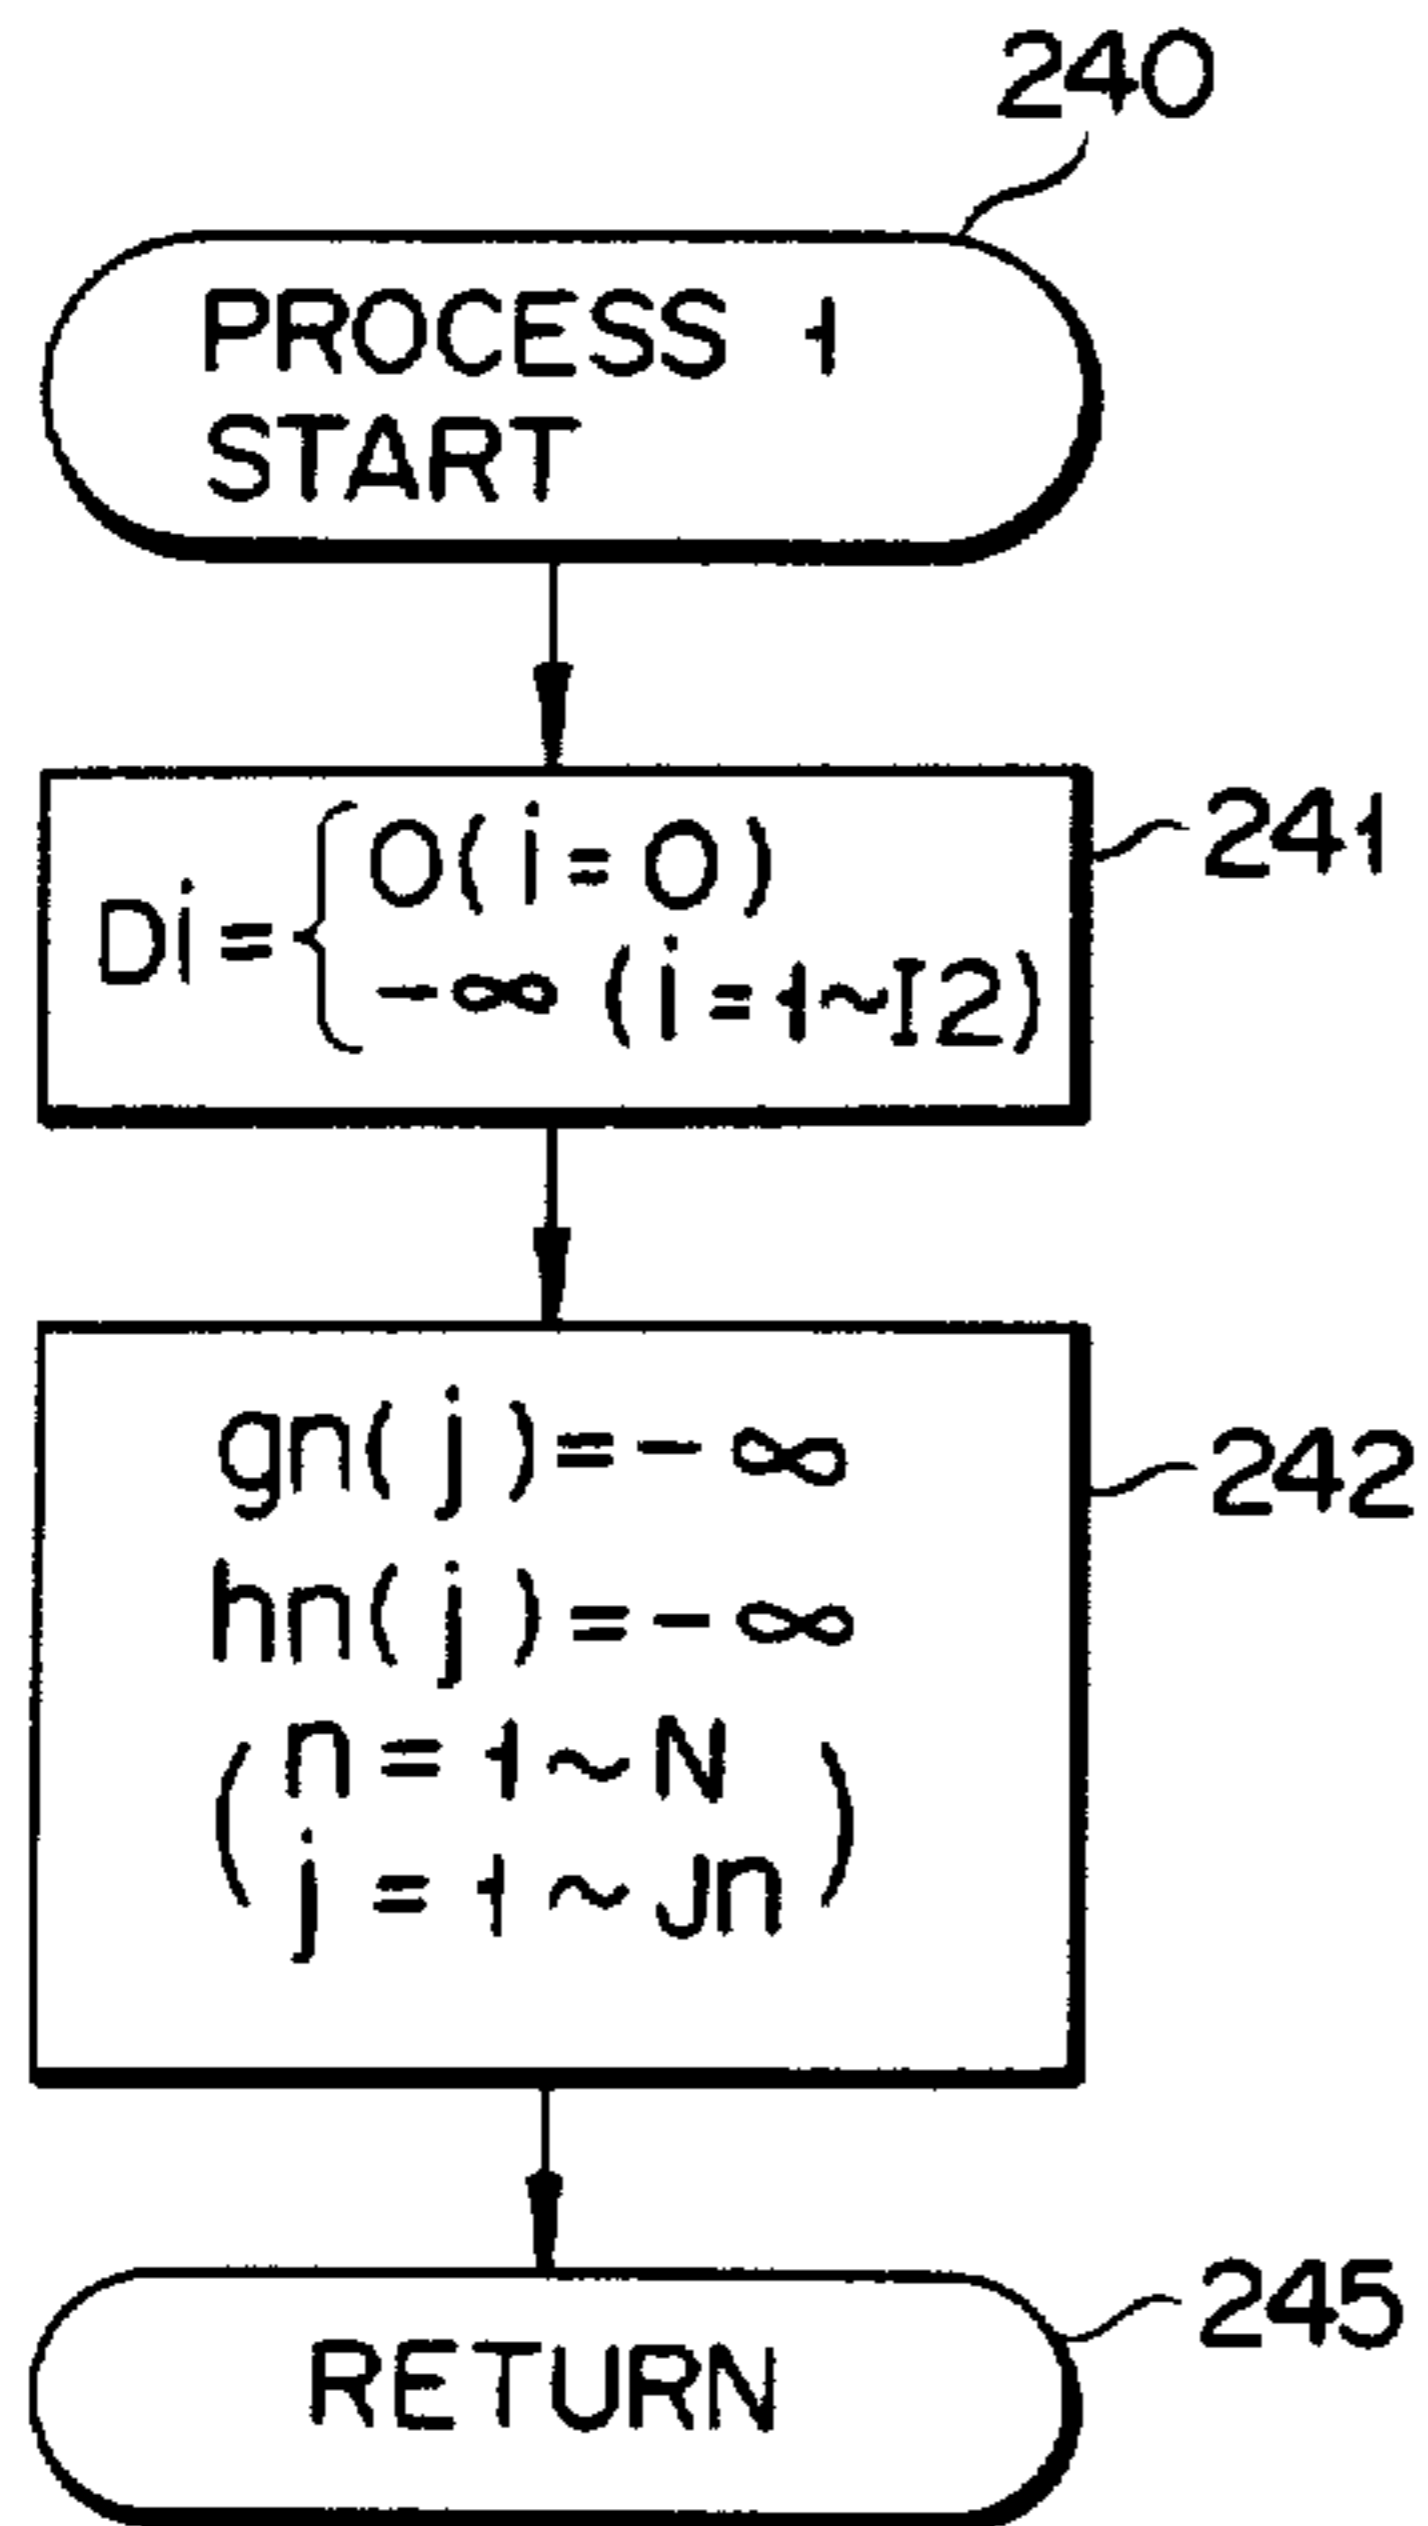 240
PROCESS 1
START
241
Di = { 0 ( i = 0 )
-∞ ( i = 1 ~ I2 )
242
gn( j ) = - ∞
hn( j ) = - ∞
( n = 1 ~ N
j = 1 ~ Jn )
245
RETURN